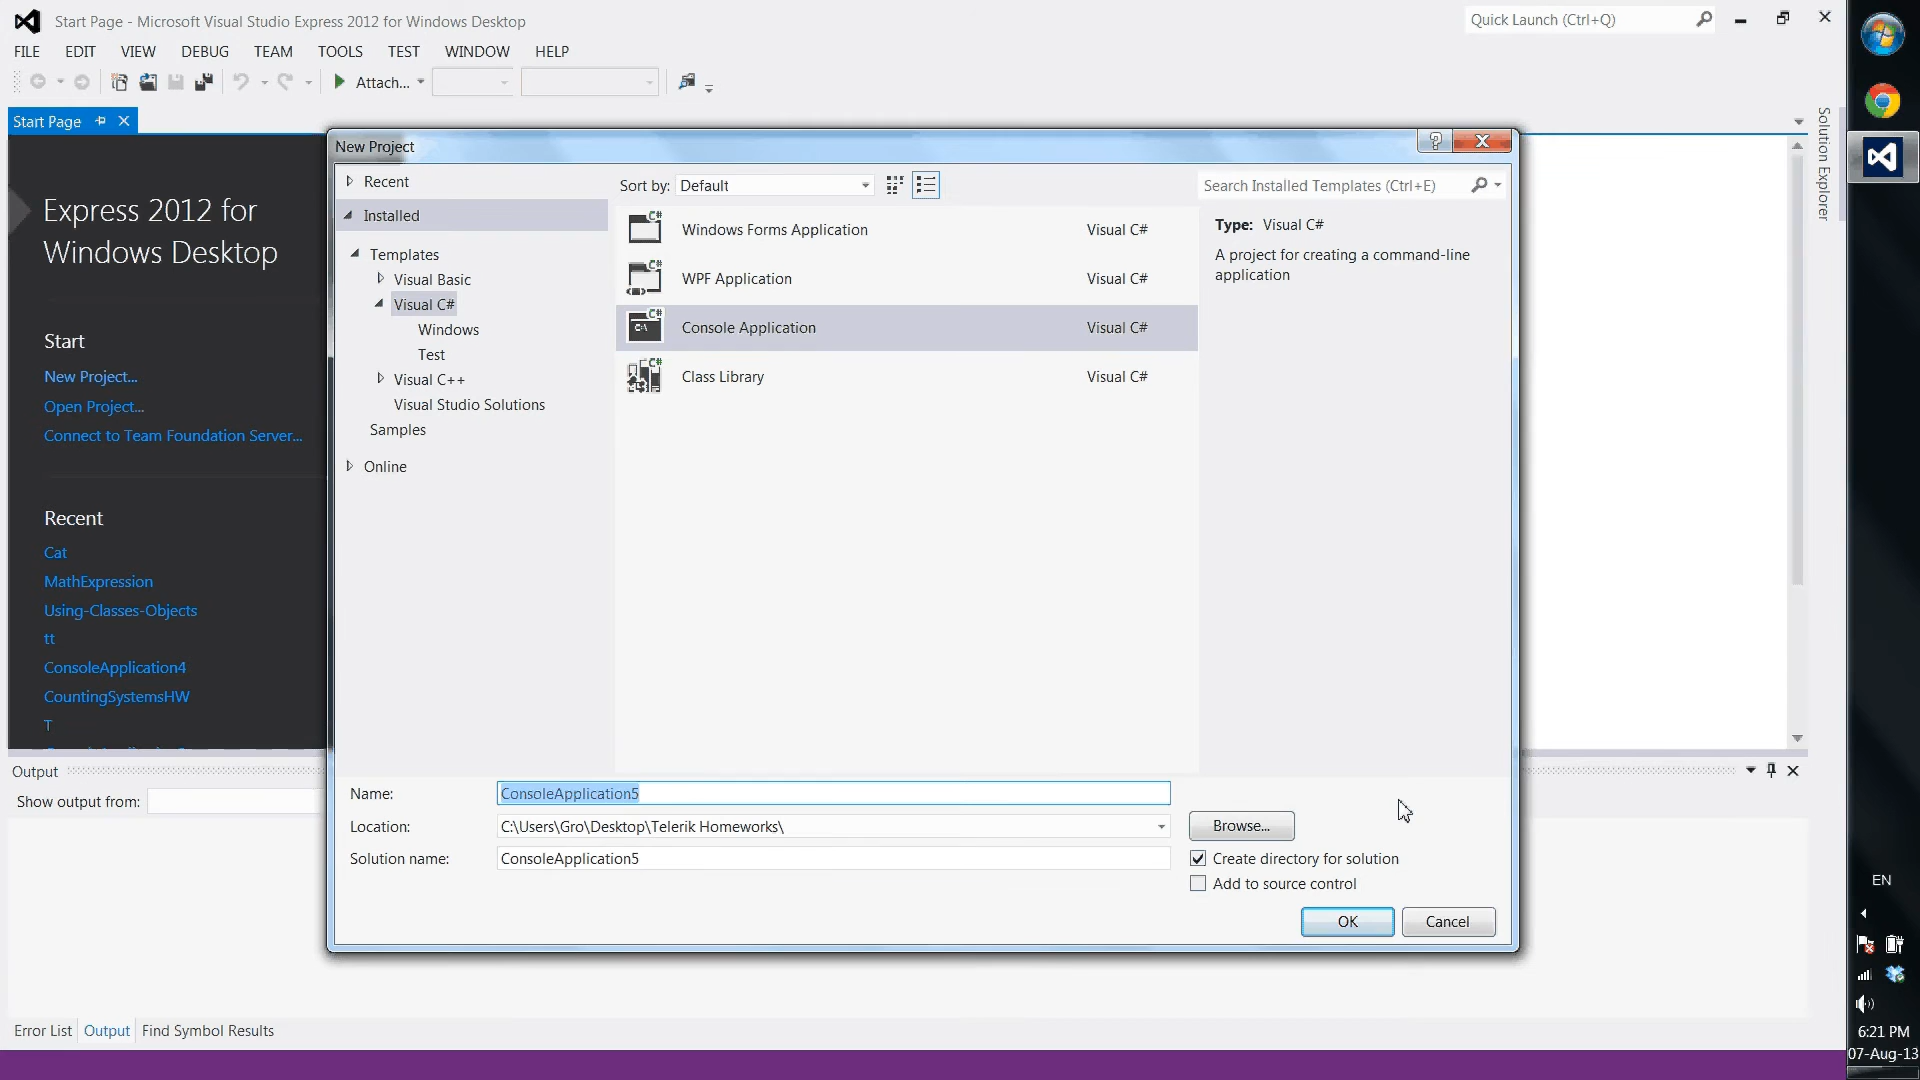 Start Page - Microsoft Visual Studio Express 2012 for Windows Desktop
Quick Launch (Ctrl+Q)
FILE EDIT VIEW DEBUG TEAM TOOLS TEST WINDOW HELP
Attach...
Start Page
Solution Explorer
Express 2012 for
Windows Desktop
Start
New Project...
Open Project...
Connect to Team Foundation Server...
Recent
Cat
MathExpression
Using-Classes-Objects
tt
ConsoleApplication4
CountingSystemsHW
T
New Project
Recent
Installed
Templates
Visual Basic
Visual C#
Windows
Test
Visual C++
Visual Studio Solutions
Samples
Online
Sort by: Default
Search Installed Templates (Ctrl+E)
Windows Forms Application Visual C#
WPF Application Visual C#
Console Application Visual C#
Class Library Visual C#
Type: Visual C#
A project for creating a command-line
application
Name: ConsoleApplication5
Location: C:\Users\Gro\Desktop\Telerik Homeworks\
Browse...
Solution name: ConsoleApplication5
Create directory for solution
Add to source control
OK Cancel
Output
Show output from:
Error List Output Find Symbol Results
EN
6:21 PM
07-Aug-13